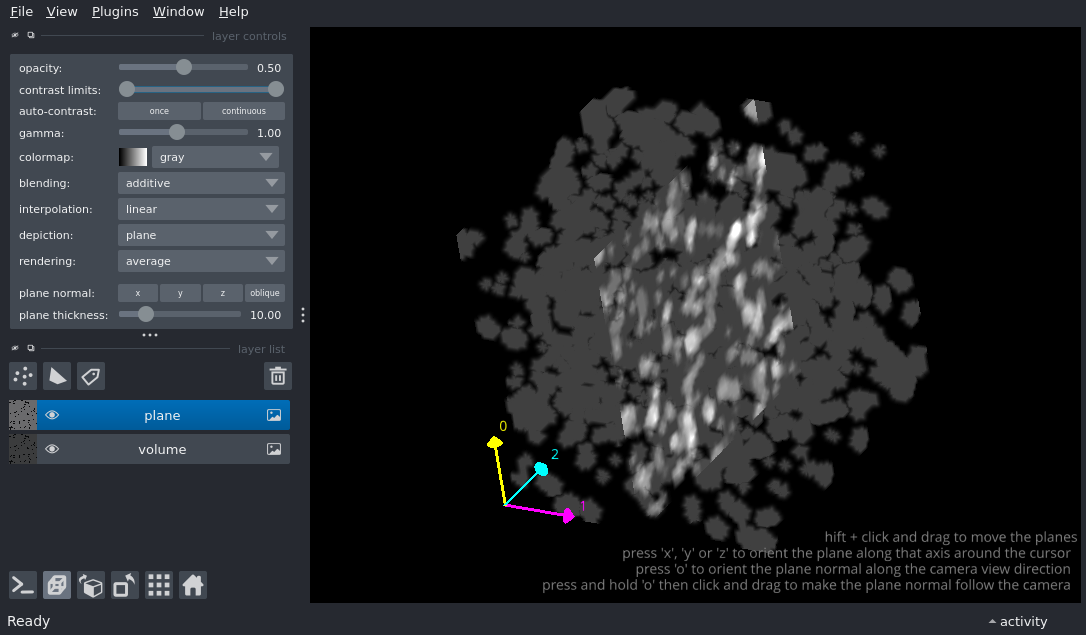 File View Plugins Window Help
layer controls
opacity: 0.50
contrast limits:
auto-contrast: once continuous
gamma: 1.00
colormap: gray
blending: additive
interpolation: linear
depiction: plane
rendering: average
plane normal: x y z oblique
plane thickness: 10.00
layer list
plane
volume
0
2
1
hift + click and drag to move the planes
press 'x', 'y' or 'z' to orient the plane along that axis around the cursor
press 'o' to orient the plane normal along the camera view direction
press and hold 'o' then click and drag to make the plane normal follow the camera
Ready
activity